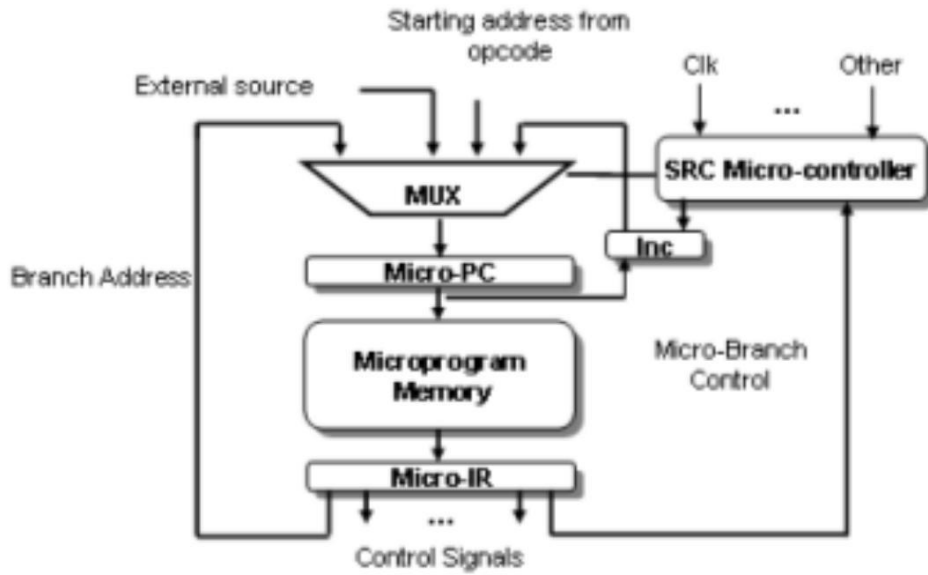 Starting address from
opcode
External source
Clk
Other
...
SRC Micro-controller
MUX
Inc
Branch Address
Micro-PC
Microprogram
Memory
Micro-Branch
Control
Micro-IR
...
Control Signals